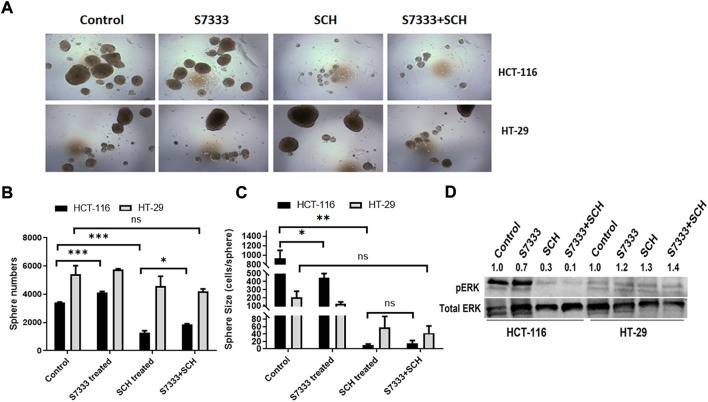 A
Control S7333 SCH S7333+SCH
HCT-116
HT-29
B
HCT-116 HT-29
ns
***
***
*
Sphere numbers
8000
6000
4000
2000
0
Control
S7333 treated
SCH treated
S7333+SCH
C
HCT-116 HT-29
**
*
ns
ns
Sphere Size (cells/sphere)
1400
1200
1000
800
600
400
300
200
100
80
60
40
20
0
Control
S7333 treated
SCH treated
S7333+SCH
D
Control S7333 SCH S7333+SCH Control S7333 SCH S7333+SCH
1.0 0.7 0.3 0.1 1.0 1.2 1.3 1.4
pERK
Total ERK
HCT-116 HT-29